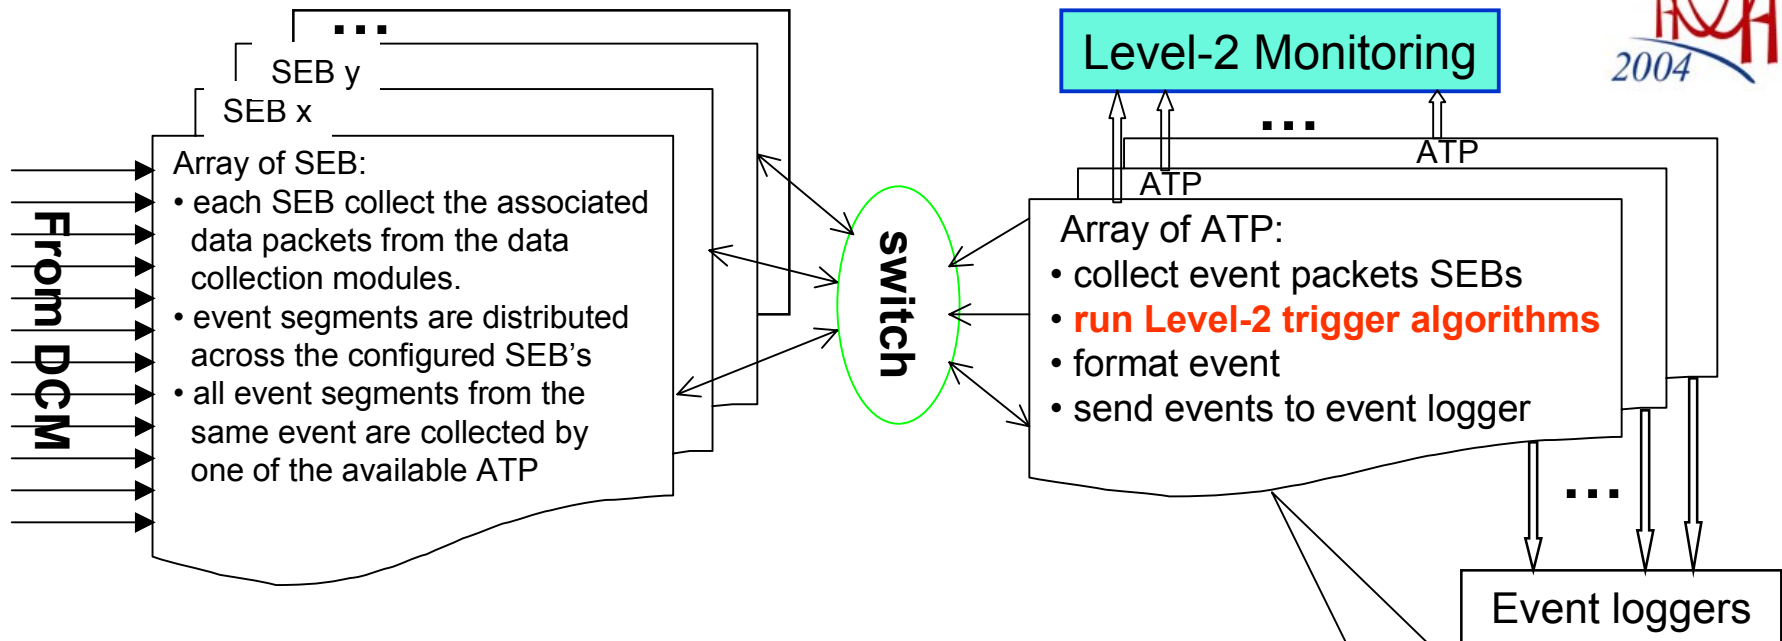 ...
SEB y
SEB x
Array of SEB:
• each SEB collect the associated
data packets from the data
collection modules.
• event segments are distributed
across the configured SEB's
• all event segments from the
same event are collected by
one of the available ATP
From DCM
switch
Level-2 Monitoring
2004
...
ATP
ATP
Array of ATP:
• collect event packets SEBs
• run Level-2 trigger algorithms
• format event
• send events to event logger
...
Event loggers